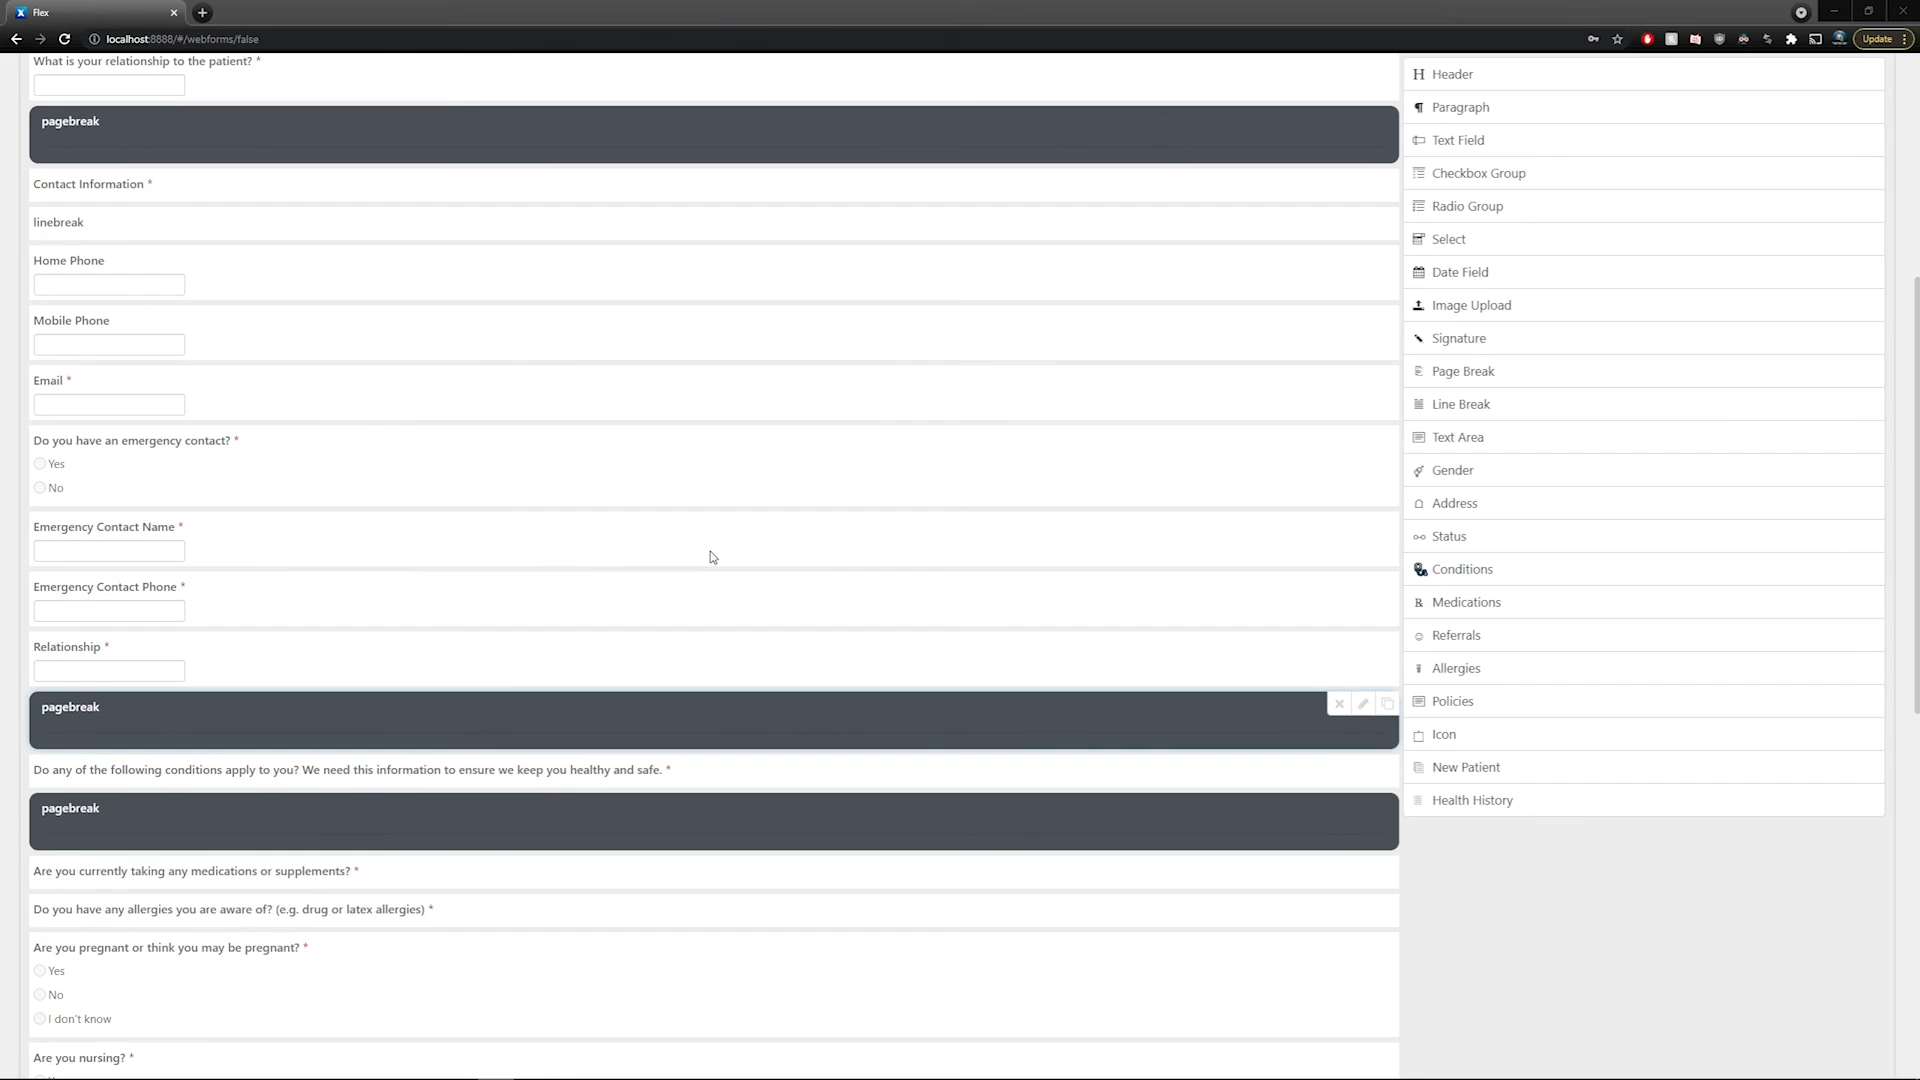 Flex
localhost:8888/#/webforms/false
Update
What is your relationship to the patient? *
pagebreak
Contact Information *
linebreak
Home Phone
Mobile Phone
Email *
Do you have an emergency contact? *
Yes
No
Emergency Contact Name *
Emergency Contact Phone *
Relationship *
pagebreak
Do any of the following conditions apply to you? We need this information to ensure we keep you healthy and safe. *
pagebreak
Are you currently taking any medications or supplements? *
Do you have any allergies you are aware of? (e.g. drug or latex allergies) *
Are you pregnant or think you may be pregnant? *
Yes
No
I don't know
Are you nursing? *
Header
Paragraph
Text Field
Checkbox Group
Radio Group
Select
Date Field
Image Upload
Signature
Page Break
Line Break
Text Area
Gender
Address
Status
Conditions
Medications
Referrals
Allergies
Policies
Icon
New Patient
Health History